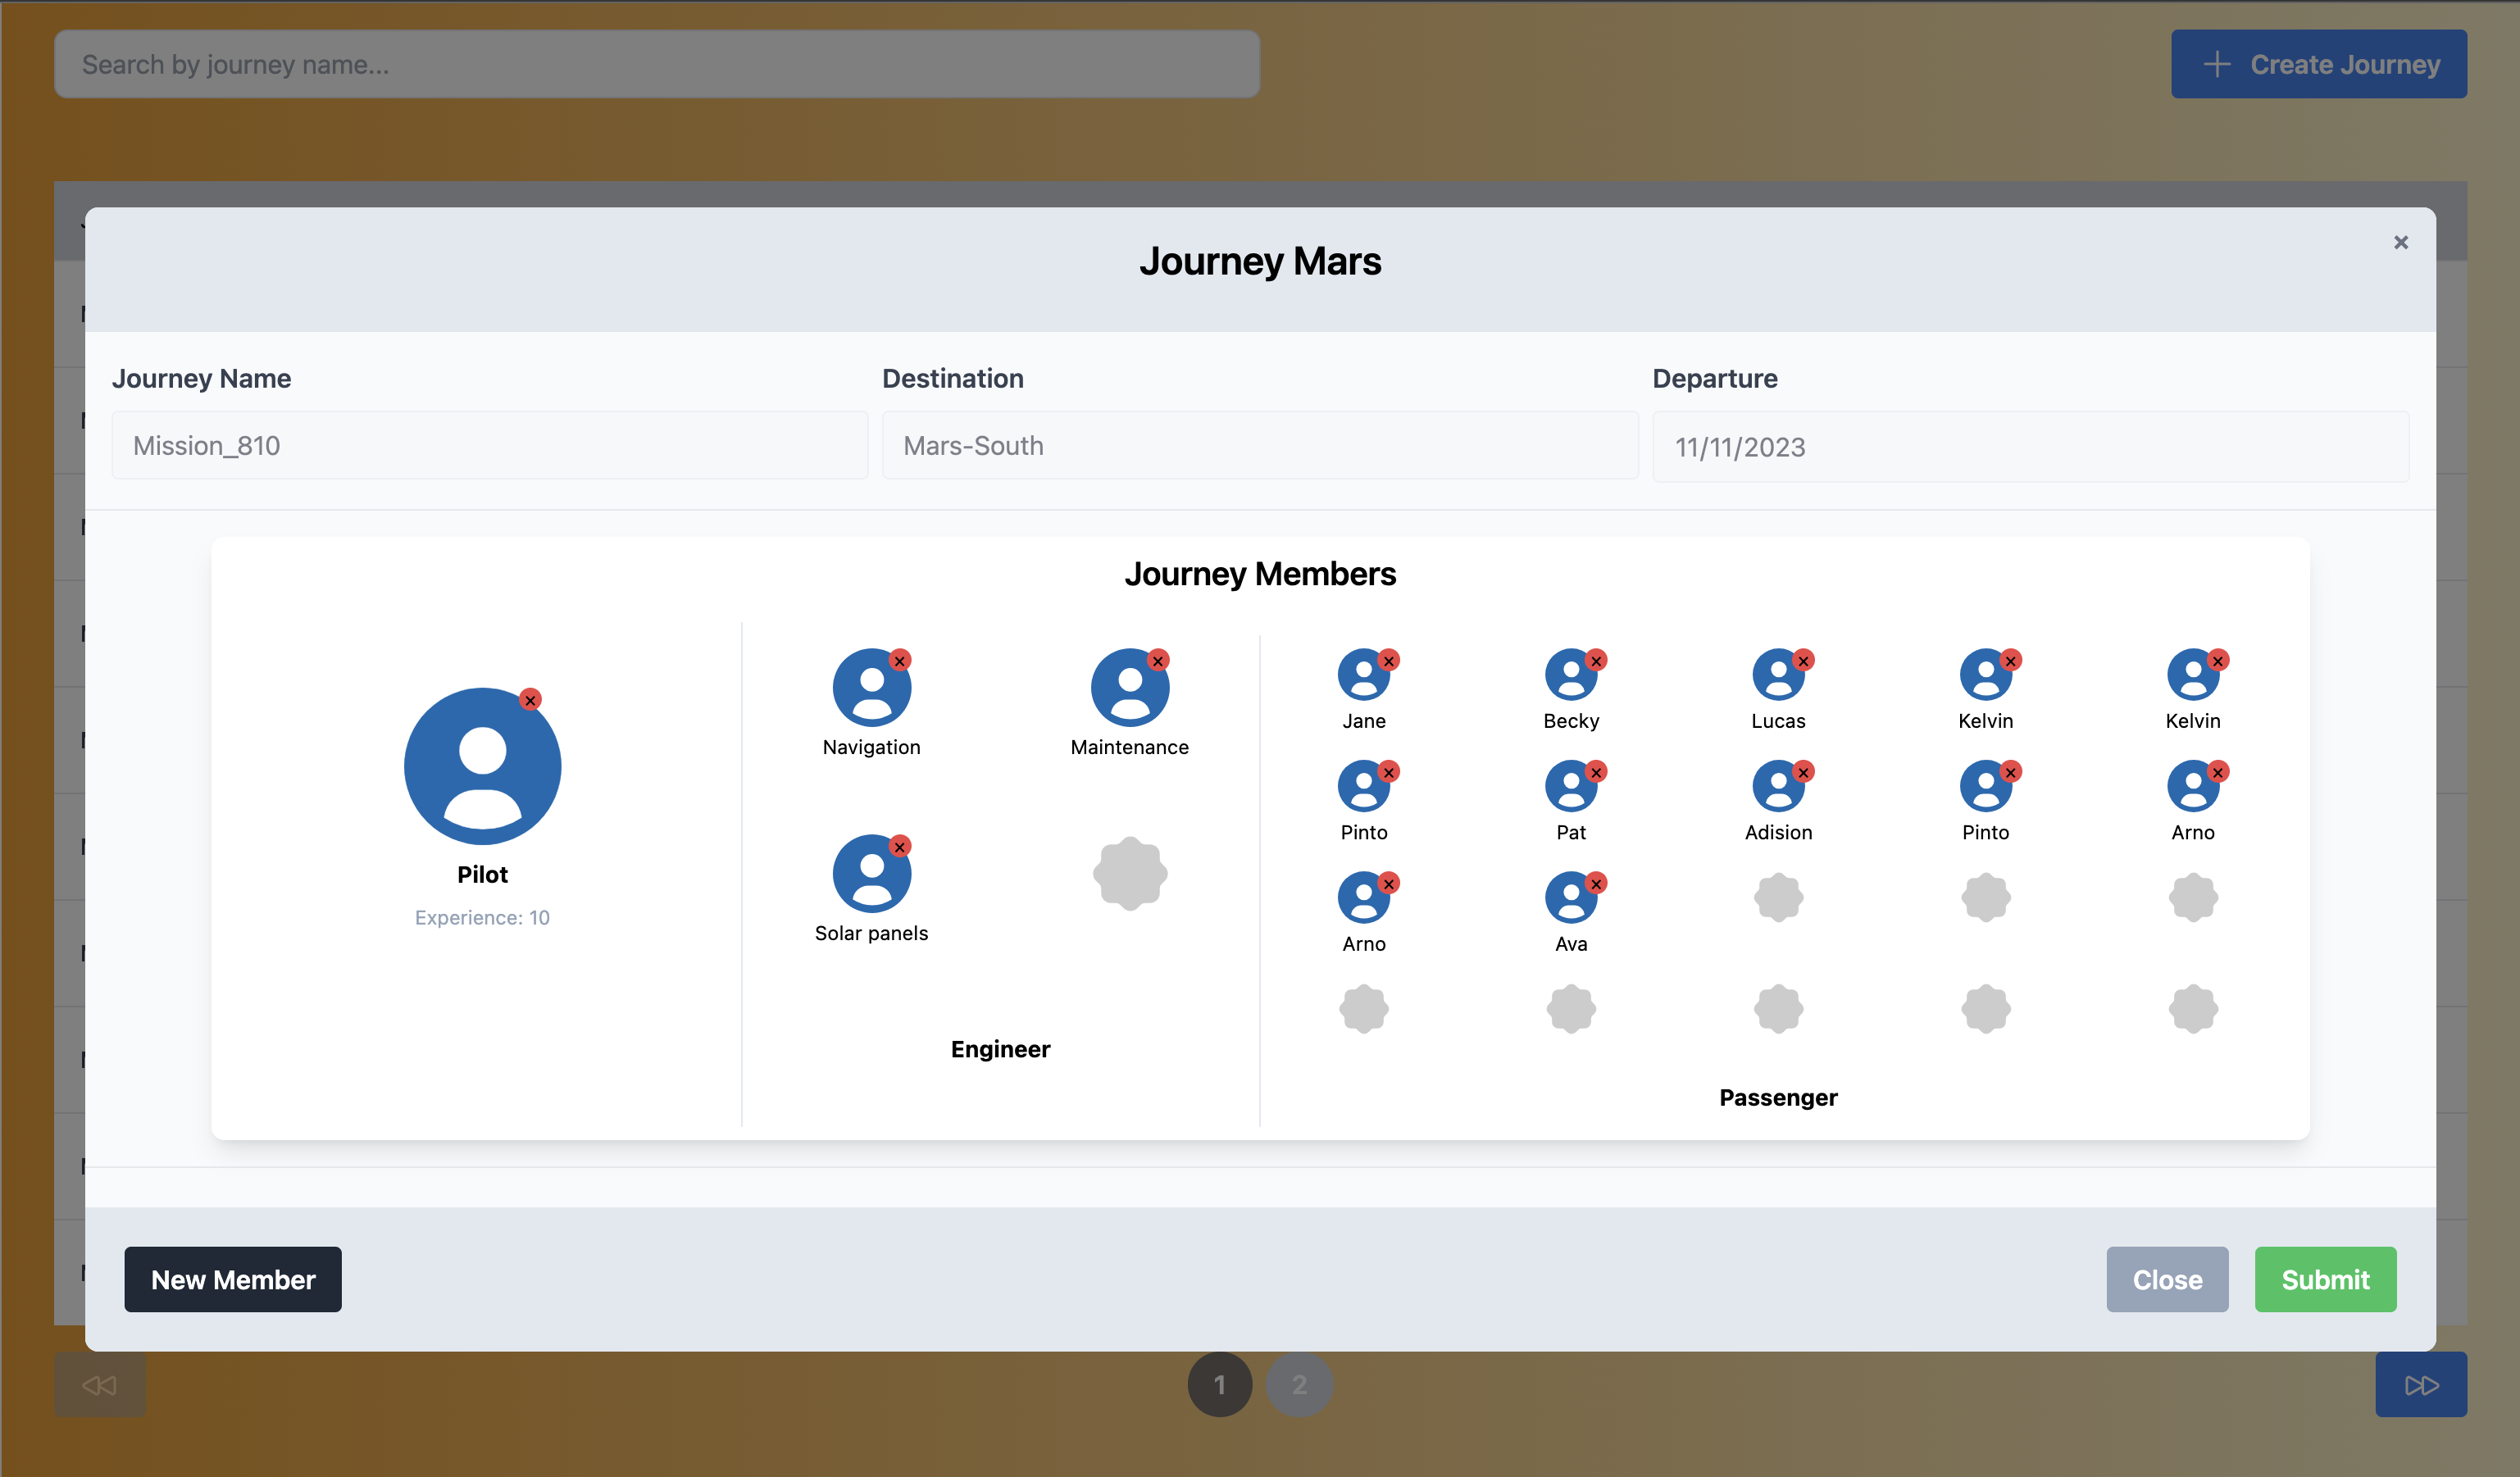 Search by journey name...
Create Journey
Journey Mars
Journey Name
Destination
Departure
Mission_810
Mars-South
11/11/2023
Journey Members
Pilot
Experience: 10
Navigation
Maintenance
Solar panels
Engineer
Jane
Becky
Lucas
Kelvin
Kelvin
Pinto
Pat
Adision
Pinto
Arno
Arno
Ava
Passenger
New Member
Close
Submit
1
2